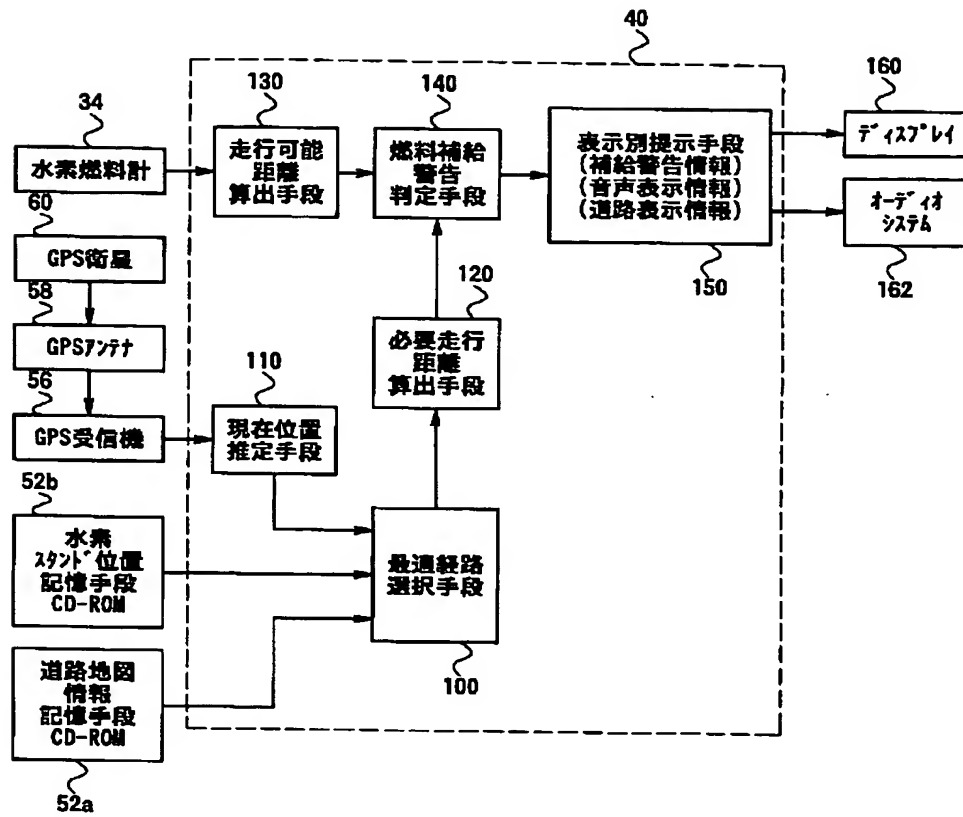 40
34
水素燃料計
130
走行可能
距離
算出手段
140
燃料補給
警告
判定手段
表示別提示手段
(補給警告情報)
(音声表示情報)
(道路表示情報)
150
160
ディスプレイ
オーディオ
システム
162
60
GPS衛星
58
GPSアンテナ
56
GPS受信機
110
現在位置
推定手段
120
必要走行
距離
算出手段
52b
水素
スタンド位置
記憶手段
CD-ROM
最適経路
選択手段
100
道路地図
情報
記憶手段
CD-ROM
52a